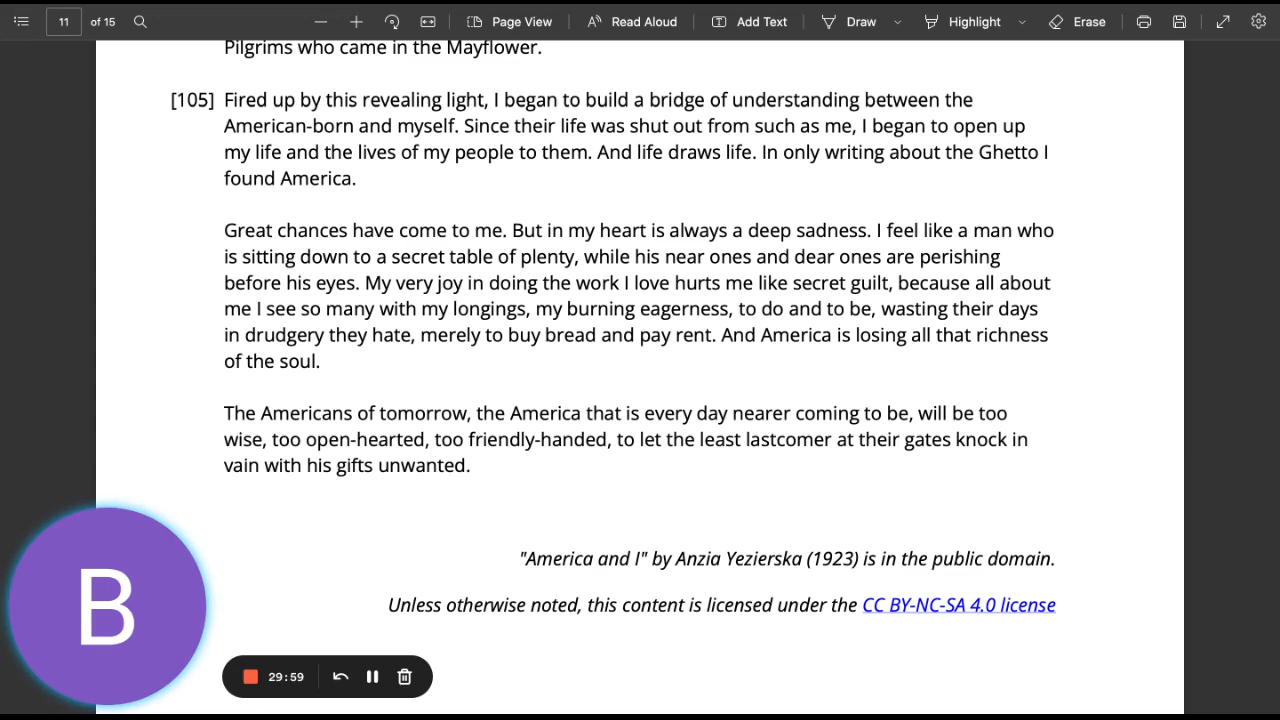 11 of 15 Page View Read Aloud Add Text Draw Highlight Erase
Pilgrims who came in the Mayflower.
[105] Fired up by this revealing light, I began to build a bridge of understanding between the
American-born and myself. Since their life was shut out from such as me, I began to open up
my life and the lives of my people to them. And life draws life. In only writing about the Ghetto I
found America.
Great chances have come to me. But in my heart is always a deep sadness. I feel like a man who
is sitting down to a secret table of plenty, while his near ones and dear ones are perishing
before his eyes. My very joy in doing the work I love hurts me like secret guilt, because all about
me I see so many with my longings, my burning eagerness, to do and to be, wasting their days
in drudgery they hate, merely to buy bread and pay rent. And America is losing all that richness
of the soul.
The Americans of tomorrow, the America that is every day nearer coming to be, will be too
wise, too open-hearted, too friendly-handed, to let the least lastcomer at their gates knock in
vain with his gifts unwanted.
"America and I" by Anzia Yezierska (1923) is in the public domain.
Unless otherwise noted, this content is licensed under the CC BY-NC-SA 4.0 license
B
29:59